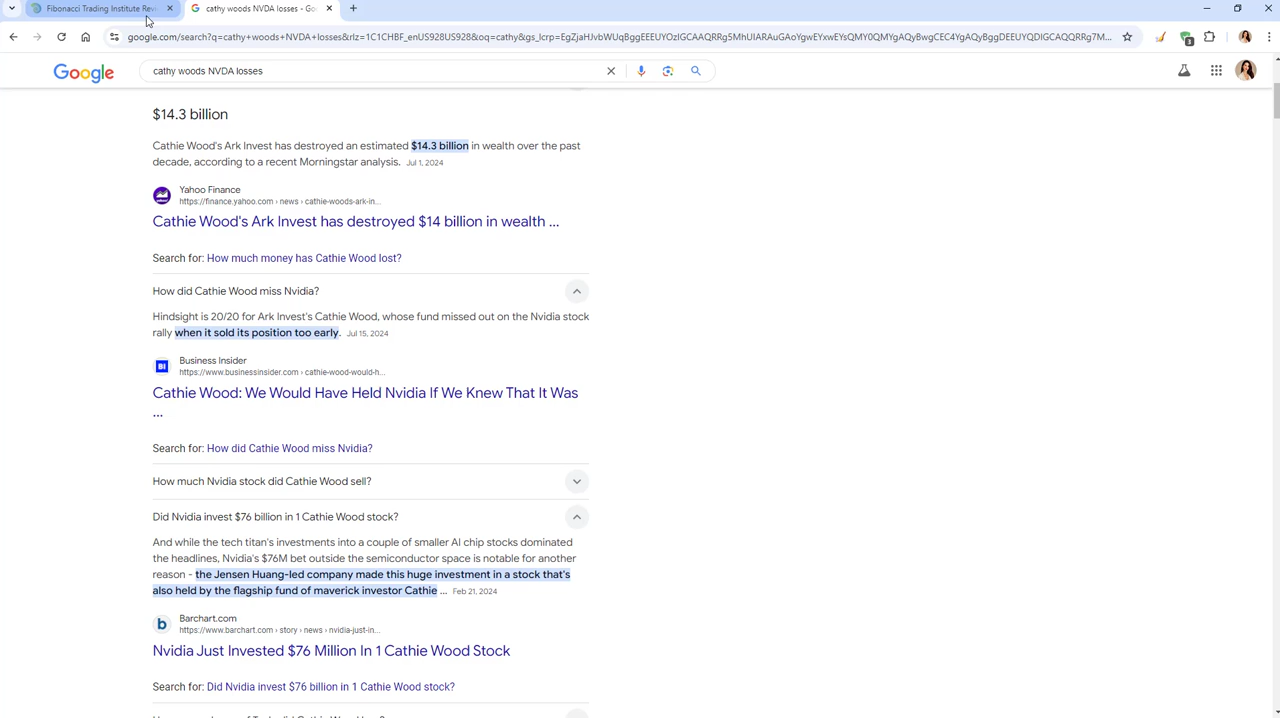 Fibonacci Trading Institute Revi
cathy woods NVDA losses - Go
google.com/search?q=cathy+woods+NVDA+losses&rlz=1C1CHBF_enUS928US928&oq=cathy&gs_lcrp=EgZjaHJvbWUqBggEEEUYOzIGCAAQRRg5MhUIARAuGAoYgwEYxwEYsQMY0QMYgAQyBwgCEC4YgAQyBggDEEUYQDIGCAQQRRg7M...
3
Google
cathy woods NVDA losses
$14.3 billion
Cathie Wood's Ark Invest has destroyed an estimated $14.3 billion in wealth over the past
decade, according to a recent Morningstar analysis. Jul 1, 2024
Yahoo Finance
https://finance.yahoo.com › news › cathie-woods-ark-in...
Cathie Wood's Ark Invest has destroyed $14 billion in wealth ...
Search for: How much money has Cathie Wood lost?
How did Cathie Wood miss Nvidia?
Hindsight is 20/20 for Ark Invest's Cathie Wood, whose fund missed out on the Nvidia stock
rally when it sold its position too early. Jul 15, 2024
BI
Business Insider
https://www.businessinsider.com › cathie-wood-would-h...
Cathie Wood: We Would Have Held Nvidia If We Knew That It Was
...
Search for: How did Cathie Wood miss Nvidia?
How much Nvidia stock did Cathie Wood sell?
Did Nvidia invest $76 billion in 1 Cathie Wood stock?
And while the tech titan's investments into a couple of smaller AI chip stocks dominated
the headlines, Nvidia's $76M bet outside the semiconductor space is notable for another
reason - the Jensen Huang-led company made this huge investment in a stock that's
also held by the flagship fund of maverick investor Cathie ... Feb 21, 2024
b
Barchart.com
https://www.barchart.com › story › news › nvidia-just-in...
Nvidia Just Invested $76 Million In 1 Cathie Wood Stock
Search for: Did Nvidia invest $76 billion in 1 Cathie Wood stock?